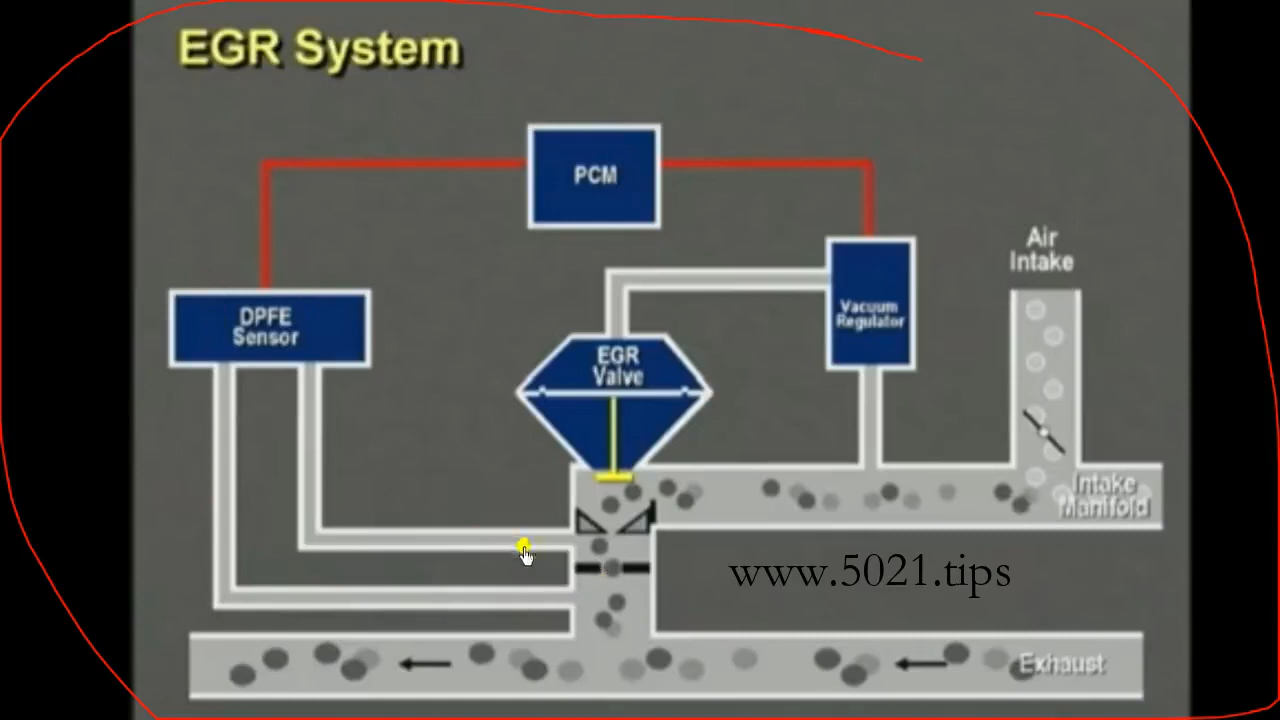 EGR System
PCM
Air
Intake
DPFE
Sensor
Vacuum
Regulator
EGR
Valve
Intake
Manifold
www.5021.tips
Exhaust